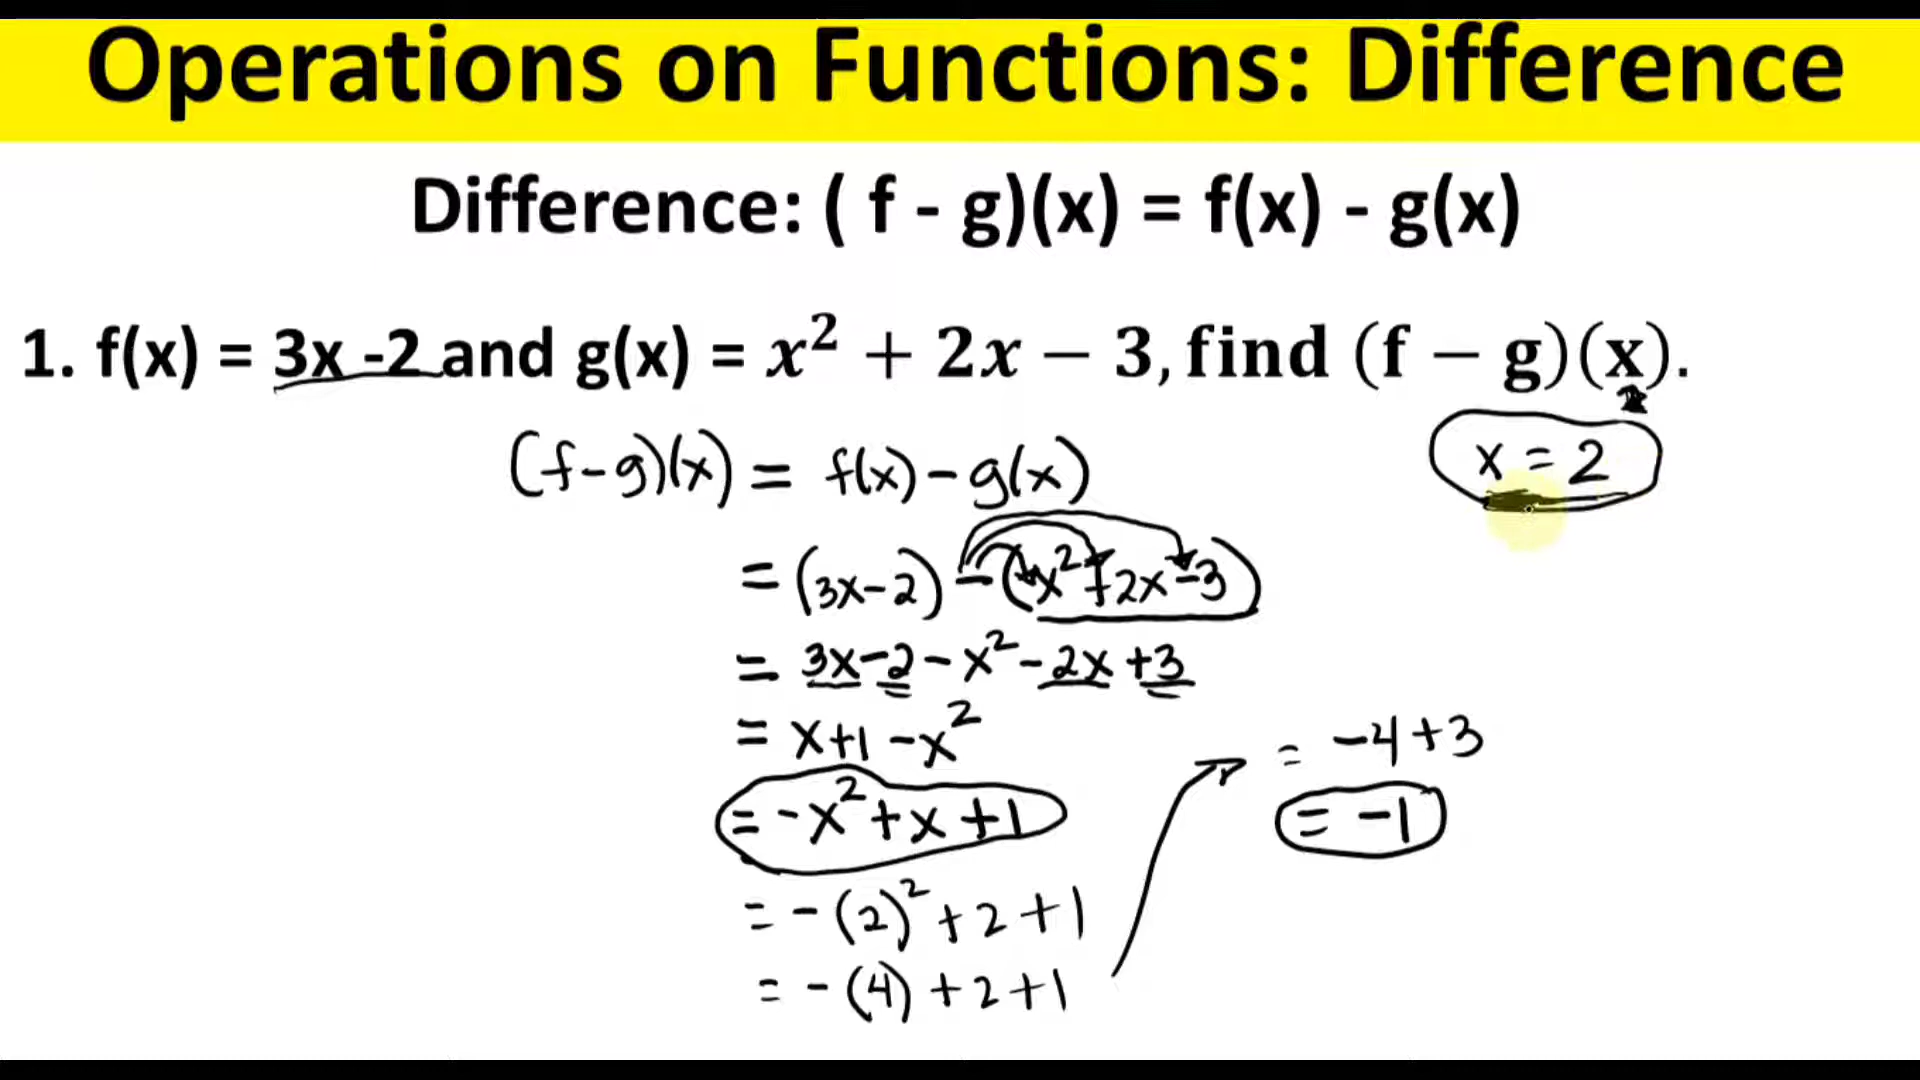 Operations on Functions: Difference
Difference: ( f - g)(x) = f(x) - g(x)
1. f(x) = 3x -2 and g(x) = x² + 2x − 3, find (f − g)(x).
(f-g)(x) = f(x) - g(x)
x = 2
= (3x-2) - (x²+2x-3)
= 3x-2-x²-2x+3
= x+1-x²
= -x²+x+1
= -(2)²+2+1
= -(4)+2+1
= -4+3
= -1